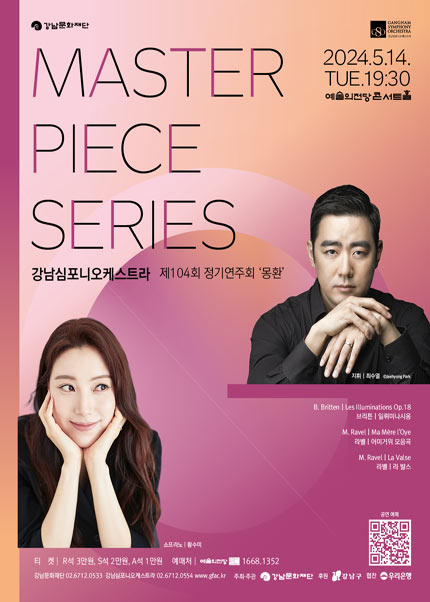 강남문화재단
GANGNAM
SYMPHONY
ORCHESTRA
MASTER
PIECE
SERIES
2024.5.14.
TUE.19:30
예술의전당 콘서트홀
강남심포니오케스트라 제104회 정기연주회 '몽환'
지휘 | 최수열 ©Jaehyong Park
B. Britten | Les Illuminations Op.18
브리튼 | 일뤼미나시옹
M. Ravel | Ma Mère l'Oye
라벨 | 어미거위 모음곡
M. Ravel | La Valse
라벨 | 라 발스
소프라노 | 황수미
공연 예매
티 켓 | R석 3만원, S석 2만원, A석 1만원 예매처 | 예술의전당 1668.1352
강남문화재단 02.6712.0533 강남심포니오케스트라 02.6712.0554 www.gfac.kr 주최·주관 강남문화재단 후원 강남구 협찬 우리은행